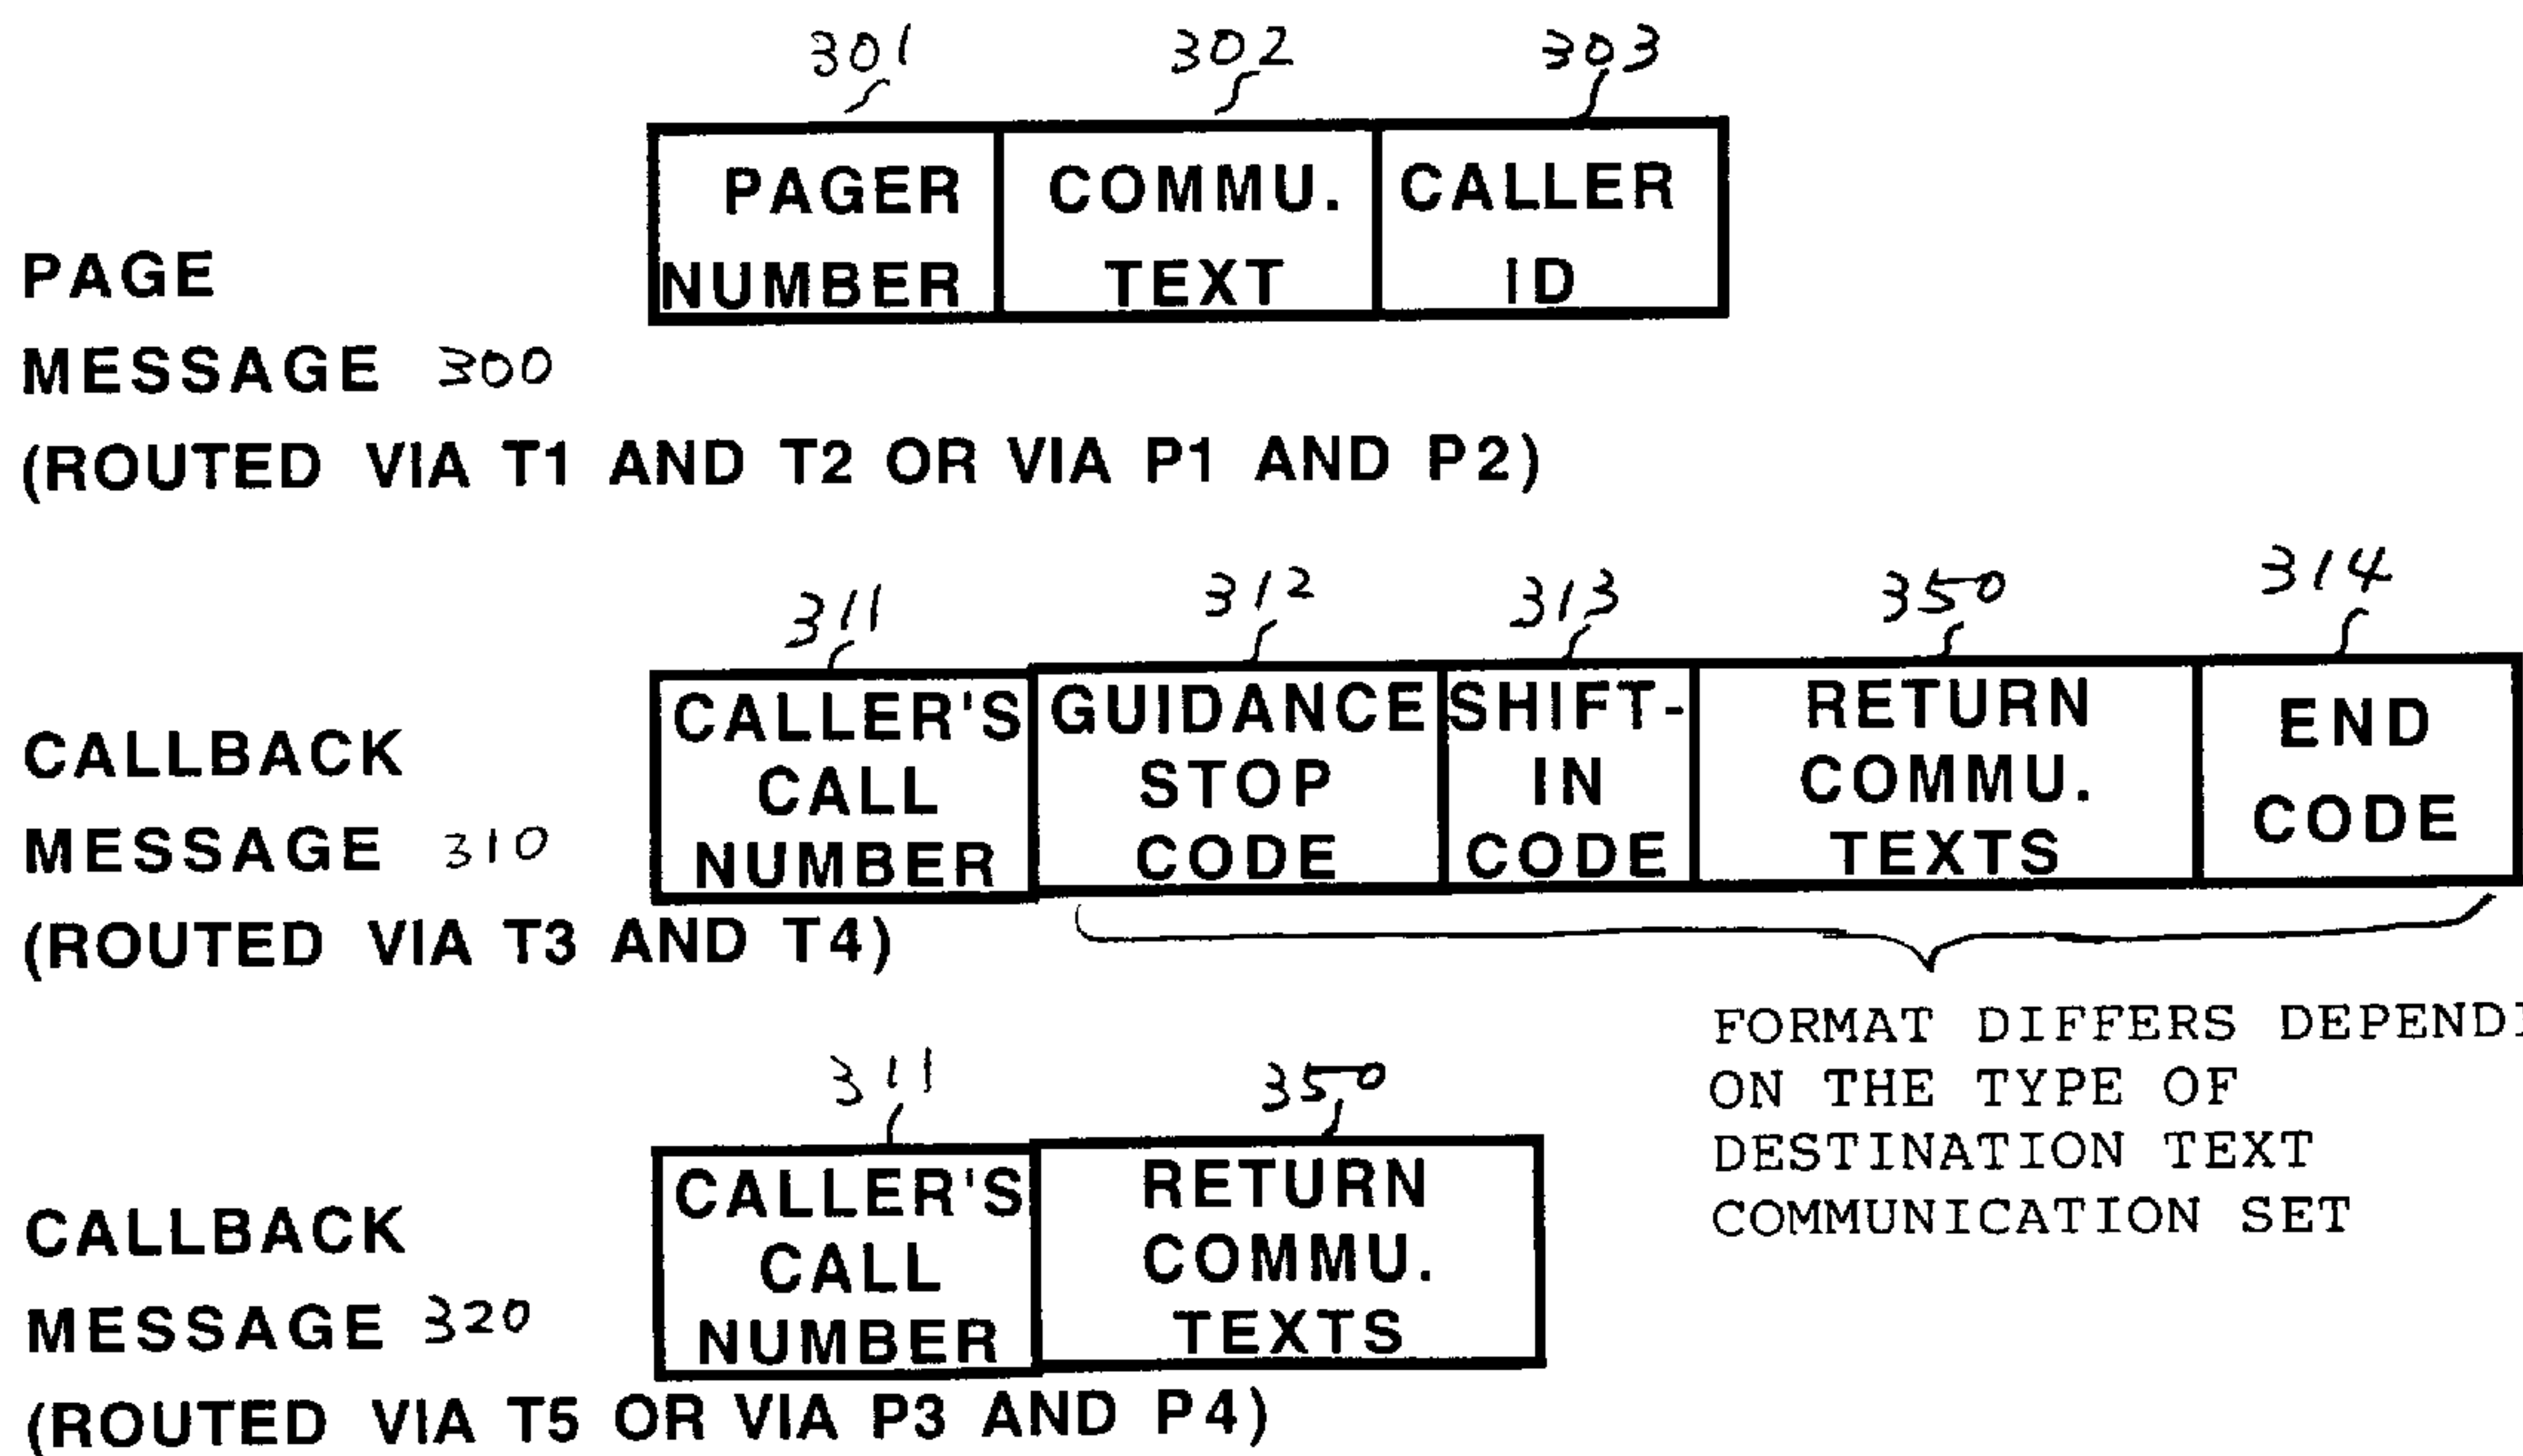 301 302 303
PAGER NUMBER
COMMU. TEXT
CALLER ID
PAGE
MESSAGE 300
(ROUTED VIA T1 AND T2 OR VIA P1 AND P2)
311 312 313 350 314
CALLER'S CALL NUMBER
GUIDANCE STOP CODE
SHIFT- IN CODE
RETURN COMMU. TEXTS
END CODE
CALLBACK
MESSAGE 310
(ROUTED VIA T3 AND T4)
FORMAT DIFFERS
ON THE TYPE OF
DESTINATION TEXT
COMMUNICATION SET
311 350
CALLER'S CALL NUMBER
RETURN COMMU. TEXTS
CALLBACK
MESSAGE 320
(ROUTED VIA T5 OR VIA P3 AND P4)